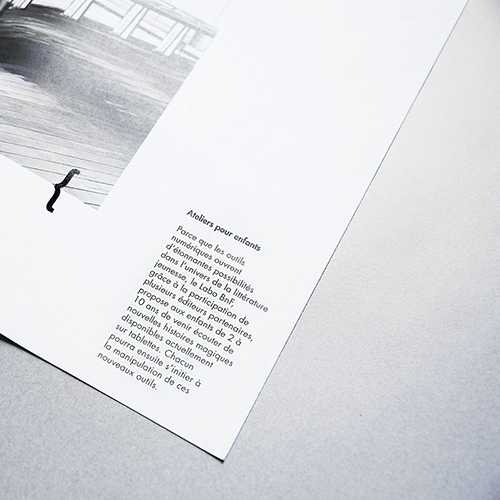 Ateliers pour enfants
Parce que les outils
numériques ouvrent
d'étonnantes possibilités
dans l'univers de la littérature
jeunesse, le Labo BnF,
grâce à la participation de
plusieurs éditeurs partenaires,
propose aux enfants de 2 à
10 ans de venir écouter de
nouvelles histoires magiques
disponibles actuellement
sur tablettes. Chacun
pourra ensuite s'initier à
la manipulation de ces
nouveaux outils.